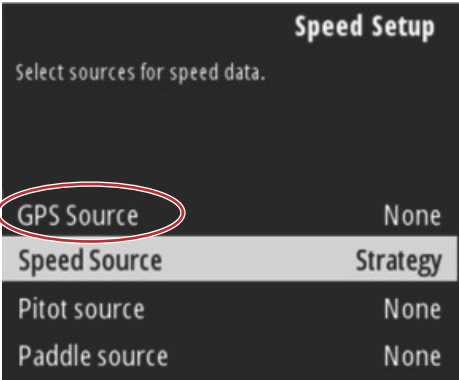 Speed Setup
Select sources for speed data.
GPS Source None
Speed Source Strategy
Pitot source None
Paddle source None